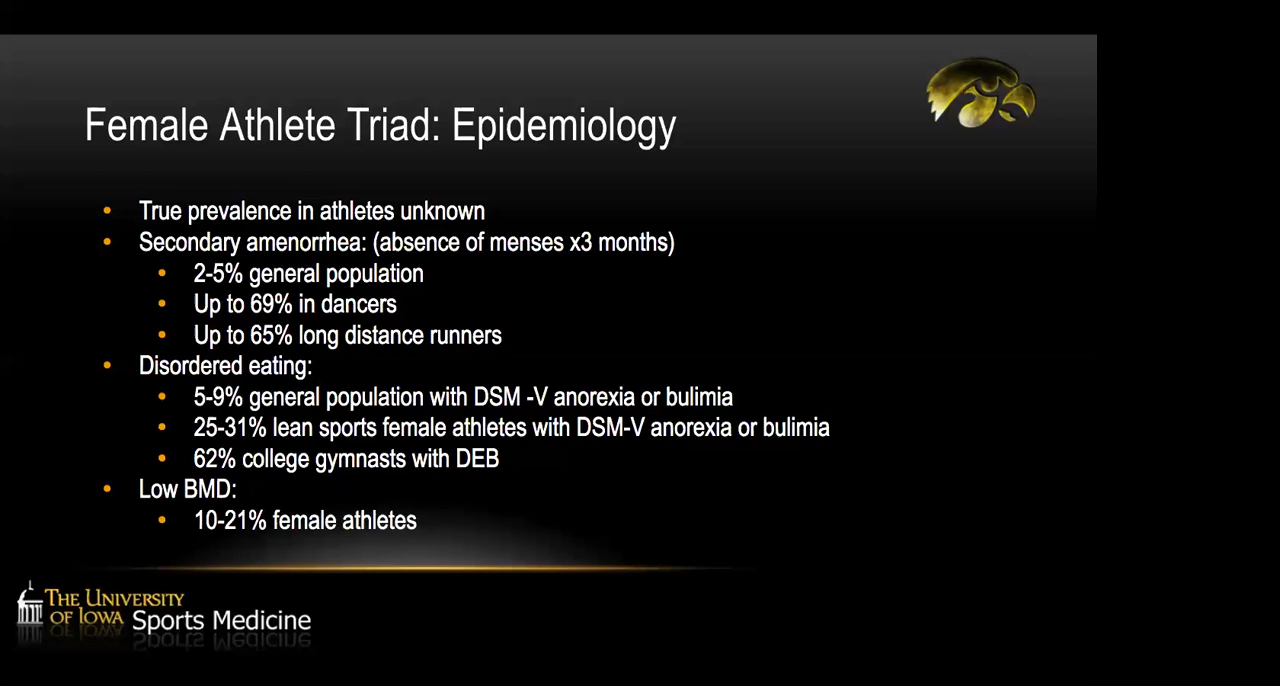 Female Athlete Triad: Epidemiology
• True prevalence in athletes unknown
• Secondary amenorrhea: (absence of menses x3 months)
• 2-5% general population
• Up to 69% in dancers
• Up to 65% long distance runners
• Disordered eating:
• 5-9% general population with DSM -V anorexia or bulimia
• 25-31% lean sports female athletes with DSM-V anorexia or bulimia
• 62% college gymnasts with DEB
• Low BMD:
• 10-21% female athletes
THE UNIVERSITY
OF IOWA Sports Medicine